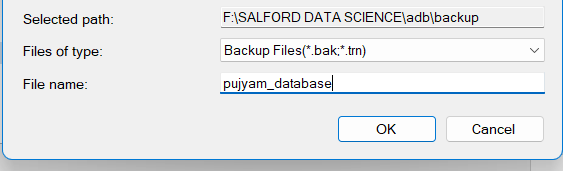 Selected path: F:\SALFORD DATA SCIENCE\adb\backup
Files of type: Backup Files(*.bak;*.trn)
File name: pujyam_database
OK Cancel